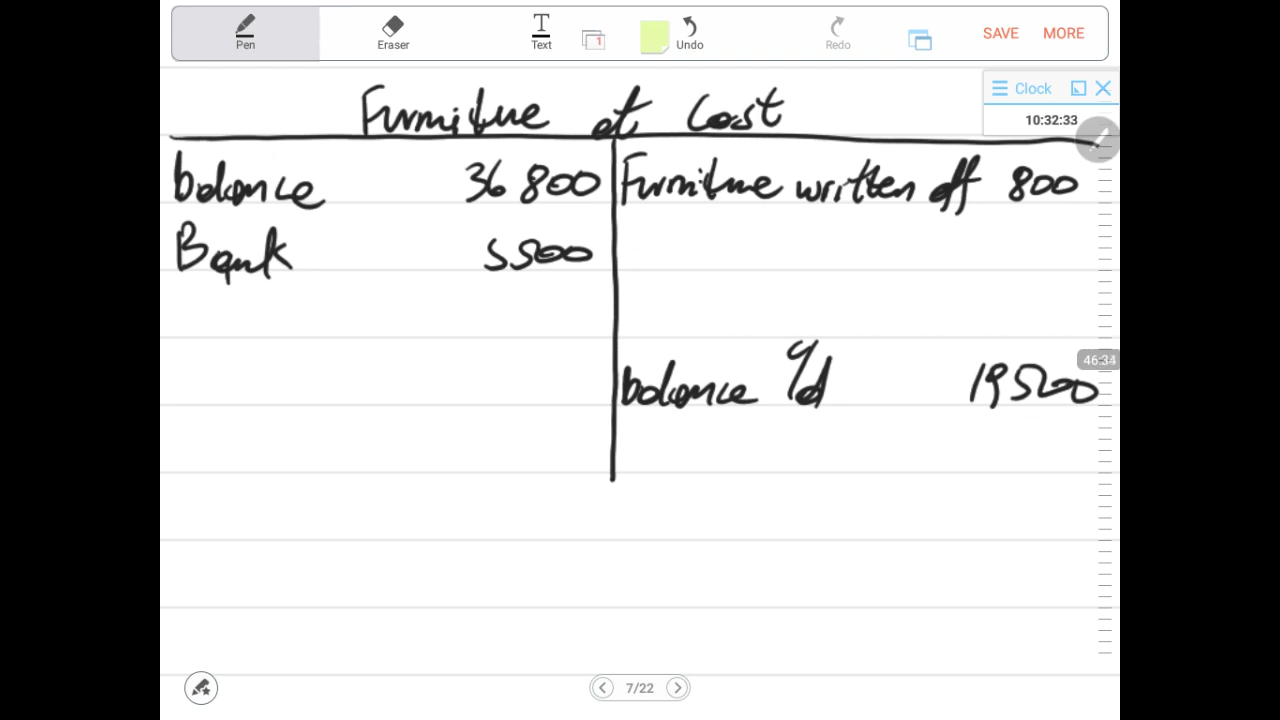 Pen Eraser Text 1 Undo Redo SAVE MORE
Clock
10:32:33
Furniture at Cost
balance 36 800 Furniture written off 800
Bank 5500
46:34
balance c/d 19500
7/22